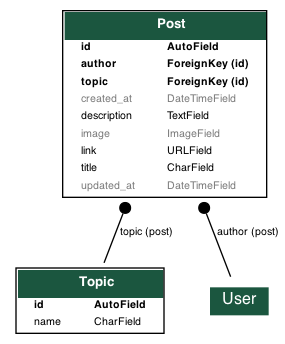 Post
id AutoField
author ForeignKey (id)
topic ForeignKey (id)
created_at DateTimeField
description TextField
image ImageField
link URLField
title CharField
updated_at DateTimeField
topic (post) author (post)
Topic
User
id AutoField
name CharField